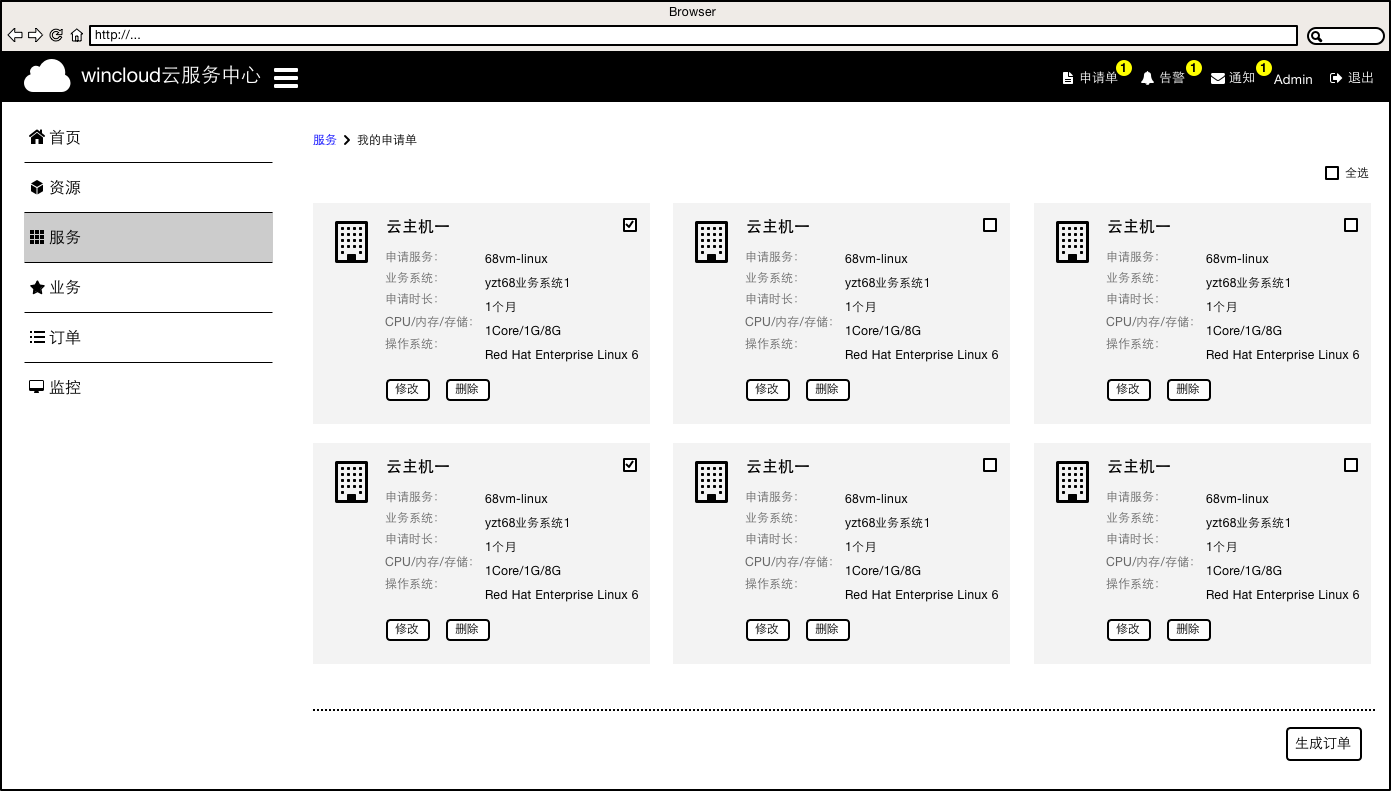 Browser
http://...
wincloud云服务中心
申请单 1 告警 1 通知 1 Admin 退出
首页
资源
服务
业务
订单
监控
服务 我的申请单
全选
云主机一
申请服务: 68vm-linux
业务系统: yzt68业务系统1
申请时长: 1个月
CPU/内存/存储: 1Core/1G/8G
操作系统: Red Hat Enterprise Linux 6
修改 删除
云主机一
申请服务: 68vm-linux
业务系统: yzt68业务系统1
申请时长: 1个月
CPU/内存/存储: 1Core/1G/8G
操作系统: Red Hat Enterprise Linux 6
修改 删除
云主机一
申请服务: 68vm-linux
业务系统: yzt68业务系统1
申请时长: 1个月
CPU/内存/存储: 1Core/1G/8G
操作系统: Red Hat Enterprise Linux 6
修改 删除
云主机一
申请服务: 68vm-linux
业务系统: yzt68业务系统1
申请时长: 1个月
CPU/内存/存储: 1Core/1G/8G
操作系统: Red Hat Enterprise Linux 6
修改 删除
云主机一
申请服务: 68vm-linux
业务系统: yzt68业务系统1
申请时长: 1个月
CPU/内存/存储: 1Core/1G/8G
操作系统: Red Hat Enterprise Linux 6
修改 删除
云主机一
申请服务: 68vm-linux
业务系统: yzt68业务系统1
申请时长: 1个月
CPU/内存/存储: 1Core/1G/8G
操作系统: Red Hat Enterprise Linux 6
修改 删除
生成订单